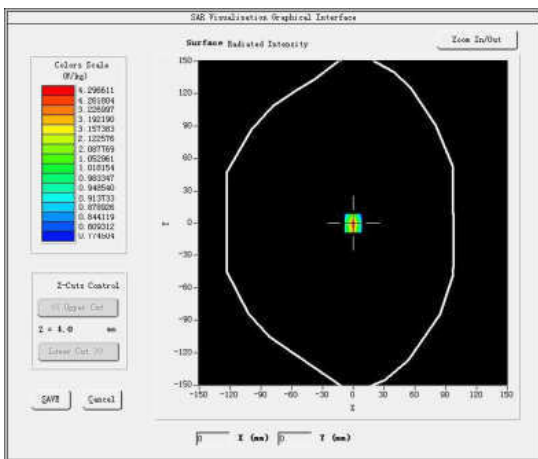 SAR Visualisation Graphical Interface
Surface Radiated Intensity
Zoom In/Out
Colors Scale
(W/kg)
4.296611
4.281804
3.226997
3.192190
3.157383
2.122576
2.087769
1.052961
1.018154
0.983347
0.948540
0.913733
0.878926
0.844119
0.809312
0.774504
150
120
90
60
30
0
-30
-60
-90
-120
-150
Y
-150 -120 -90 -60 -30 0 30 60 90 120 150
X
Z-Cuts Control
Upper Cut
Z = 4.0 mm
SAVE
Cancel
0 X (mm) 0 Y (mm)